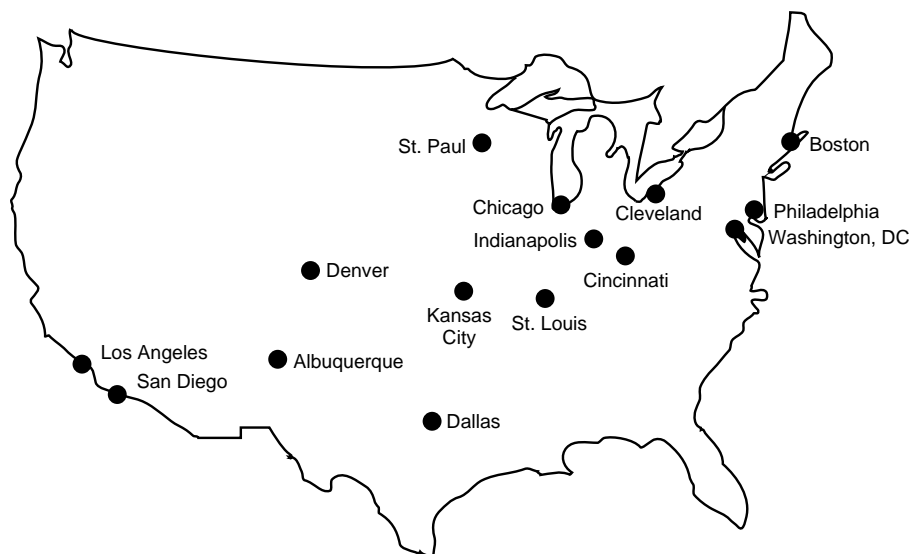 St. Paul
Boston
Chicago
Cleveland
Philadelphia
Indianapolis
Washington, DC
Denver
Cincinnati
Kansas
City
St. Louis
Los Angeles
Albuquerque
San Diego
Dallas